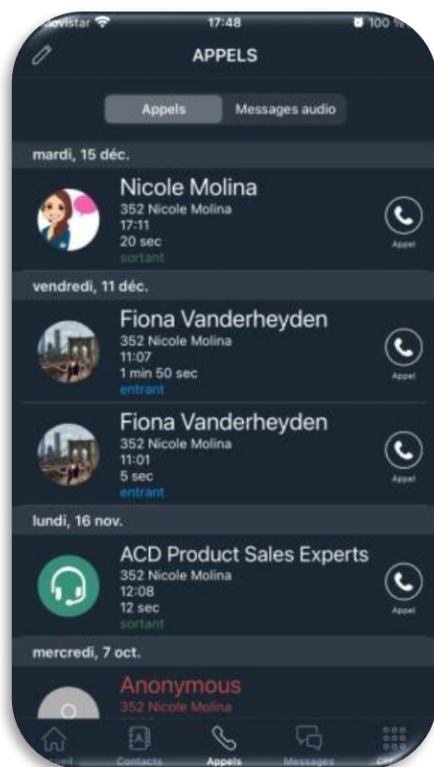 17:48
100 %
APPELS
Appels Messages audio
mardi, 15 déc.
Nicole Molina
352 Nicole Molina
17:11
20 sec
sortant
Appel
vendredi, 11 déc.
Fiona Vanderheyden
352 Nicole Molina
11:07
1 min 50 sec
entrant
Appel
Fiona Vanderheyden
352 Nicole Molina
11:01
5 sec
entrant
Appel
lundi, 16 nov.
ACD Product Sales Experts
352 Nicole Molina
12:08
12 sec
sortant
Appel
mercredi, 7 oct.
Anonymous
352 Nicole Molina
Contacts Appels Messages